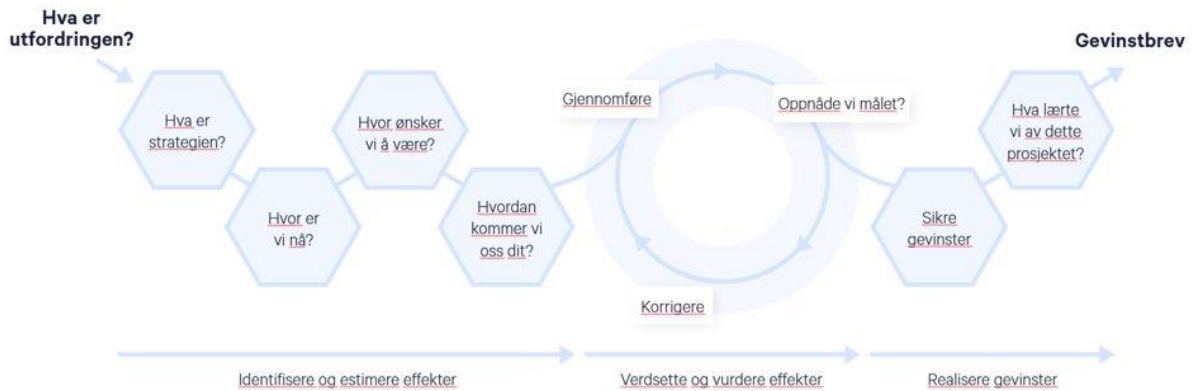 Hva er
utfordringen?
Hva er
strategien?
Hvor er
vi nå?
Hvor ønsker
vi å være?
Hvordan
kommer vi
oss dit?
Gjennomføre
Oppnåde vi målet?
Korrigere
Sikre
gevinster
Hva lærte
vi av dette
prosjektet?
Gevinstbrev
Identifisere og estimere effekter
Verdsette og vurdere effekter
Realisere gevinster